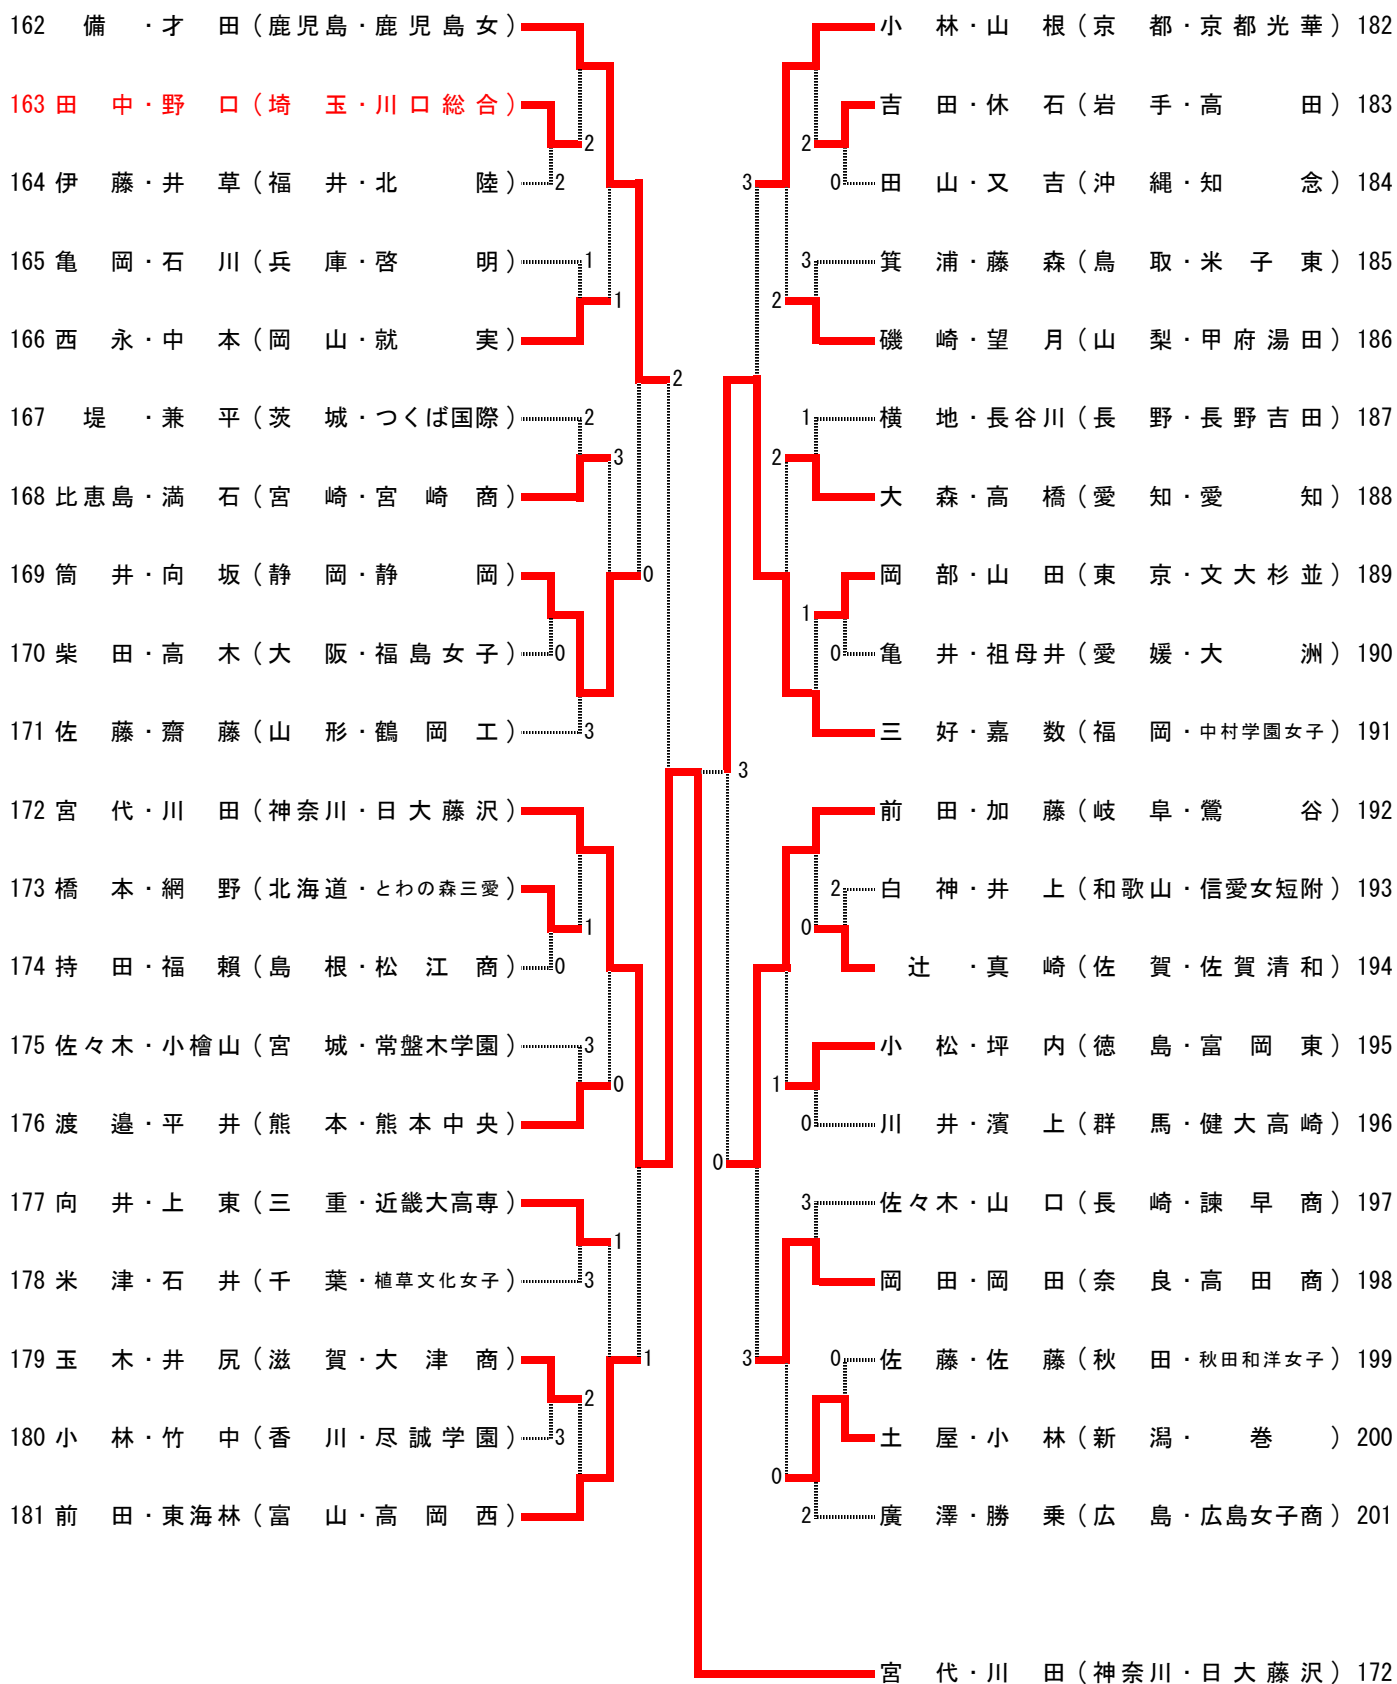 162 備 ・才 田(鹿児島・鹿児島女)
163 田 中・野 口(埼 玉・川口総合)
2
164 伊 藤・井 草(福 井・北 陸)
2
165 亀 岡・石 川(兵 庫・啓 明)
1
1
166 西 永・中 本(岡 山・就 実)
2
167 堤 ・兼 平(茨 城・つくば国際)
2
3
168 比恵島・満 石(宮 崎・宮 崎 商)
169 筒 井・向 坂(静 岡・静 岡)
0
170 柴 田・高 木(大 阪・福島女子)
0
171 佐 藤・齋 藤(山 形・鶴 岡 工)
3
172 宮 代・川 田(神奈川・日大藤沢)
173 橋 本・網 野(北海道・とわの森三愛)
1
174 持 田・福 頼(島 根・松 江 商)
0
175 佐々木・小檜山(宮 城・常盤木学園)
3
0
176 渡 邉・平 井(熊 本・熊本中央)
177 向 井・上 東(三 重・近畿大高専)
1
178 米 津・石 井(千 葉・植草文化女子)
3
179 玉 木・井 尻(滋 賀・大 津 商)
1
2
180 小 林・竹 中(香 川・尽誠学園)
3
181 前 田・東海林(富 山・高 岡 西)
小 林・山 根(京 都・京都光華) 182
吉 田・休 石(岩 手・高 田) 183
2
3
0
田 山・又 吉(沖 縄・知 念) 184
3
箕 浦・藤 森(鳥 取・米 子 東) 185
2
磯 崎・望 月(山 梨・甲府湯田) 186
1
横 地・長谷川(長 野・長野吉田) 187
2
大 森・高 橋(愛 知・愛 知) 188
岡 部・山 田(東 京・文大杉並) 189
1
0
亀 井・祖母井(愛 媛・大 洲) 190
三 好・嘉 数(福 岡・中村学園女子) 191
3
前 田・加 藤(岐 阜・鶯 谷) 192
2
白 神・井 上(和歌山・信愛女短附) 193
0
辻 ・真 崎(佐 賀・佐賀清和) 194
小 松・坪 内(徳 島・富 岡 東) 195
1
0
川 井・濱 上(群 馬・健大高崎) 196
0
3
佐々木・山 口(長 崎・諫 早 商) 197
岡 田・岡 田(奈 良・高 田 商) 198
3
0
佐 藤・佐 藤(秋 田・秋田和洋女子) 199
土 屋・小 林(新 潟・ 巻 ) 200
0
2
廣 澤・勝 乗(広 島・広島女子商) 201
宮 代・川 田(神奈川・日大藤沢) 172